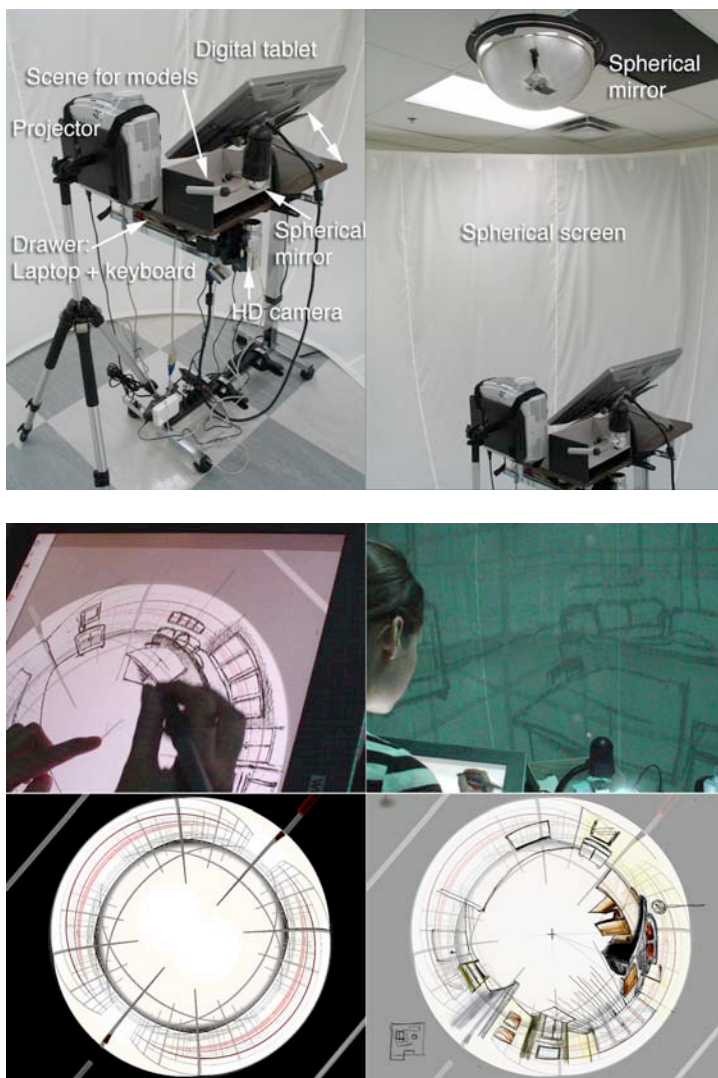 Digital tablet
Scene for models
Projector
Drawer:
Laptop + keyboard
Spherical
mirror
HD camera
Spherical
mirror
Spherical screen